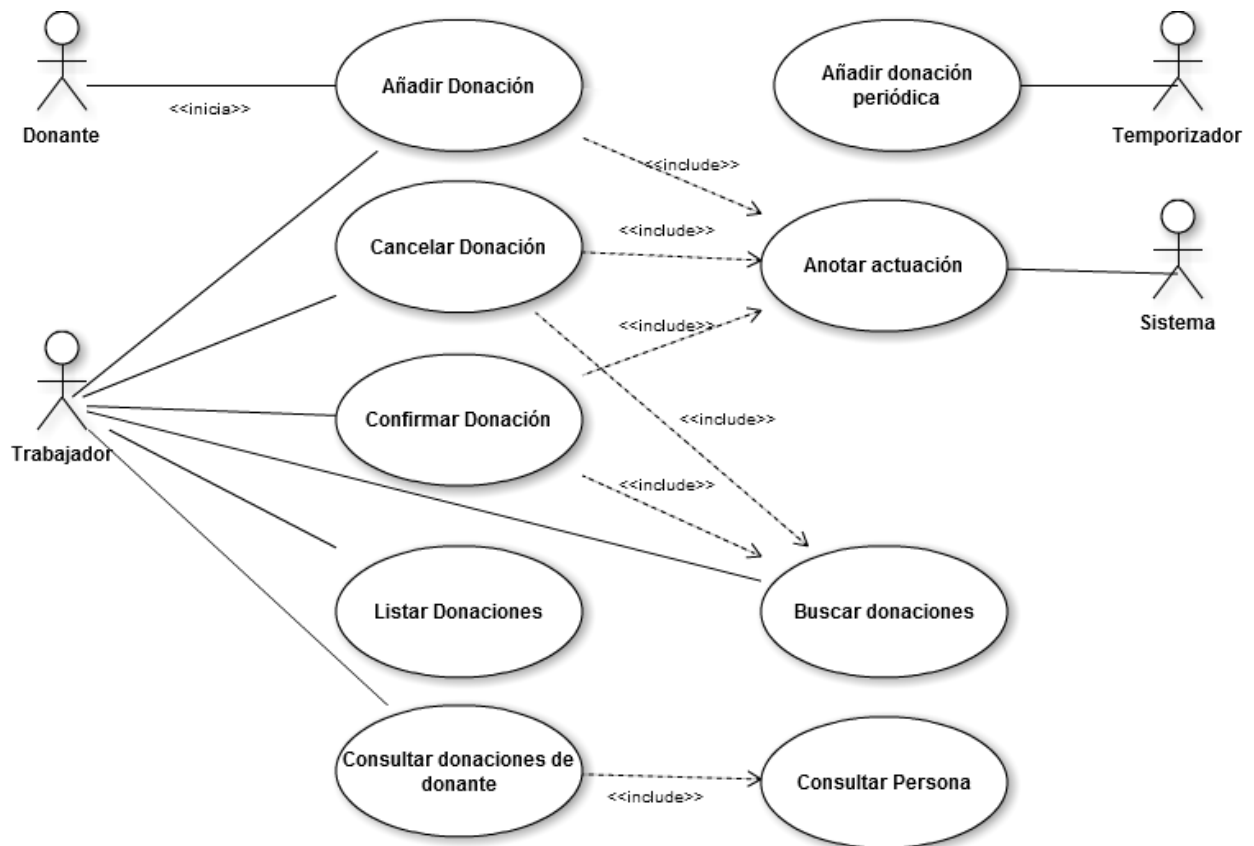 Añadir Donación
Añadir donación
periódica
<<inicia>>
Donante
Temporizador
<<include>>
Cancelar Donación
<<include>>
Anotar actuación
Sistema
<<include>>
Confirmar Donación
<<include>>
Trabajador
<<include>>
Listar Donaciones
Buscar donaciones
Consultar donaciones de
donante
Consultar Persona
<<include>>